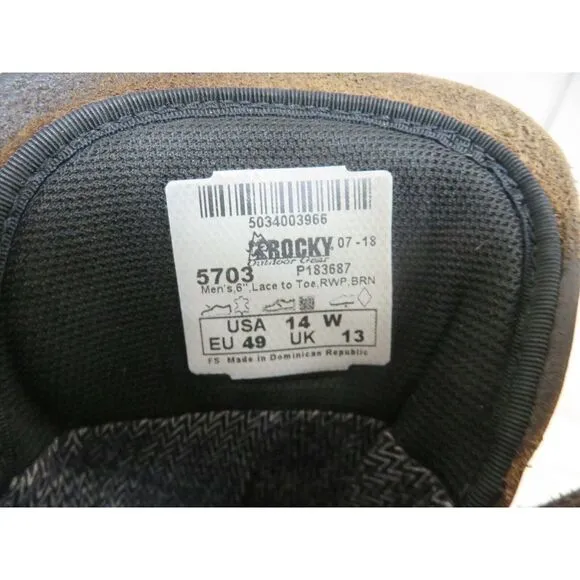 5034003966
ROCKY 07-18
Outdoor Gear
5703 P183687
Men's,6",Lace to Toe,RWP,BRN
USA 14 W
EU 49 UK 13
FS Made in Dominican Republic